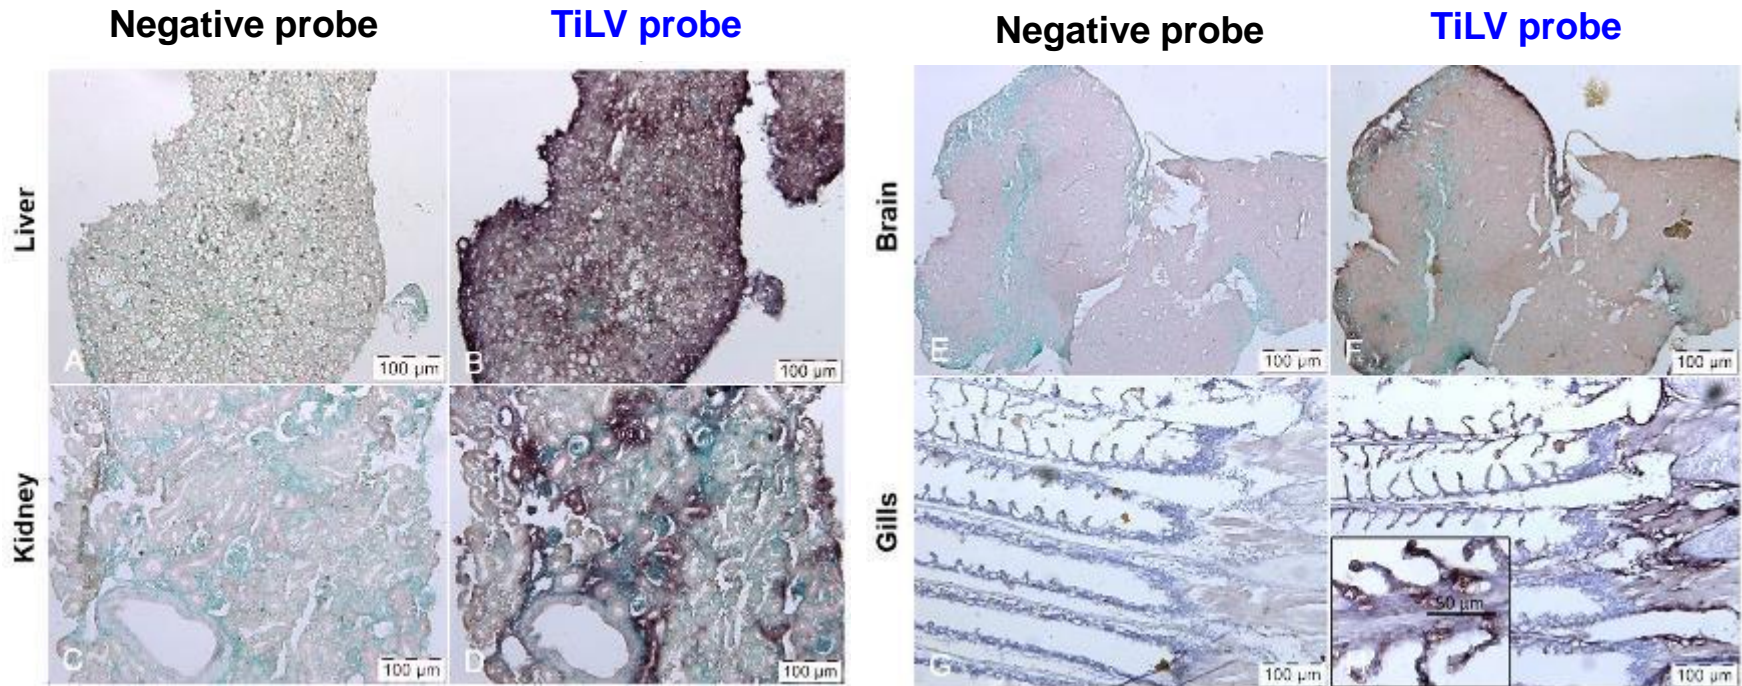 Negative probe
TiLV probe
Negative probe
TiLV probe
Liver
A
100 µm
B
100 µm
Brain
E
100 µm
F
100 µm
Kidney
C
100 µm
D
100 µm
Gills
G
100 µm
H
50 µm
100 µm